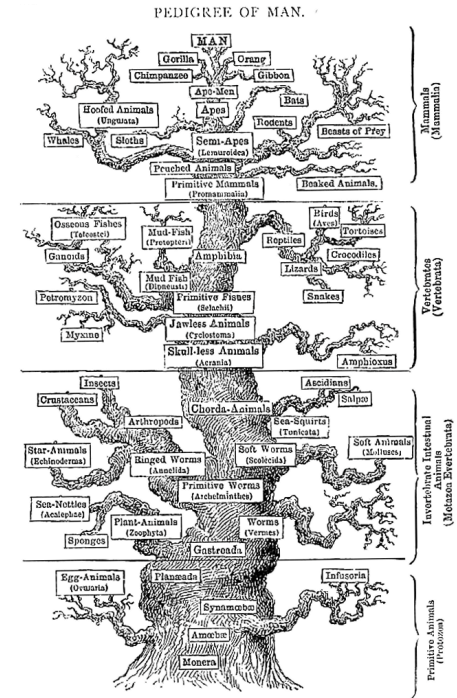 PEDIGREE OF MAN.
MAN
Gorilla
Orang
Chimpanzee
Gibbon
Ape-Men
Apes
Bats
Hoofed Animals
(Ungulata)
Rodents
Whales
Sloths
Beasts of Prey
Semi-Apes
(Lemuroidea)
Pouched Animals
Primitive Mammals
(Promammalia)
Beaked Animals.
Mammals
(Mammalia)
Osseous Fishes
(Teleostei)
Mud-Fish
(Protopteri)
Birds
(Aves)
Tortoises
Reptiles
Ganoids
Amphibia
Crocodiles
Lizards
Mud Fish
(Dipneusti)
Petromyzon
Primitive Fishes
(Selachii)
Snakes
Jawless Animals
(Cyclostoma)
Myxine
Skull-less Animals
(Acrania)
Amphioxus
Vertebrates
(Vertebrata)
Insects
Ascidians
Crustaceans
Salpæ
Chorda-Animals
Arthropods
Sea-Squirts
(Tunicata)
Star-Animals
(Echinoderma)
Ringed Worms
(Annelida)
Soft Worms
(Scolecida)
Soft Animals
(Molluscs)
Primitive Worms
(Archelminthes)
Sea-Nettles
(Acalephae)
Plant-Animals
(Zoophyta)
Worms
(Vermes)
Sponges
Gastreada
Invertebrate Intestinal
Animals
(Metazoa Evertebrata)
Egg-Animals
(Ovularia)
Planæada
Infusoria
Synamœbæ
Amœbæ
Monera
Primitive Animals
(Protozoa)